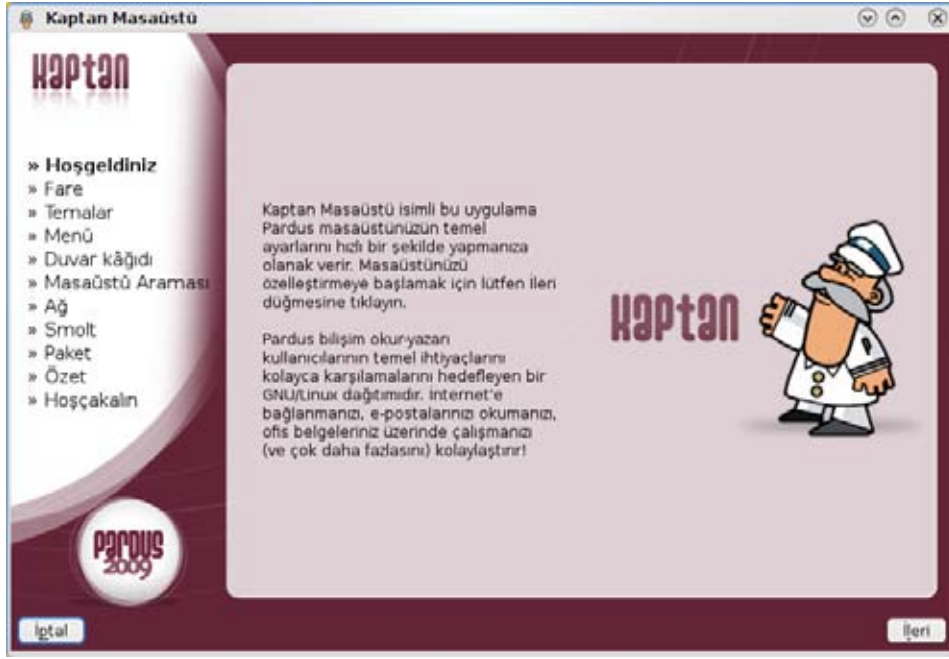 Kaptan Masaüstü
Kaptan
» Hoşgeldiniz
» Fare
» Temalar
» Menü
» Duvar kâğıdı
» Masaüstü Araması
» Ağ
» Smolt
» Paket
» Özet
» Hoşçakalın
Kaptan Masaüstü isimli bu uygulama
Pardus masaüstünüzün temel
ayarlarını hızlı bir şekilde yapmanıza
olanak verir. Masaüstünüzü
özelleştirmeye başlamak için lütfen İleri
düğmesine tıklayın.
Pardus bilişim okur-yazarı
kullanıcılarının temel ihtiyaçlarını
kolayca karşılamalarını hedefleyen bir
GNU/Linux dağıtımıdır. İnternet'e
bağlanmanızı, e-postalarınızı okumanızı,
ofis belgeleriniz üzerinde çalışmanızı
(ve çok daha fazlasını) kolaylaştırır!
Kaptan
Pardus
2009
İptal
İleri